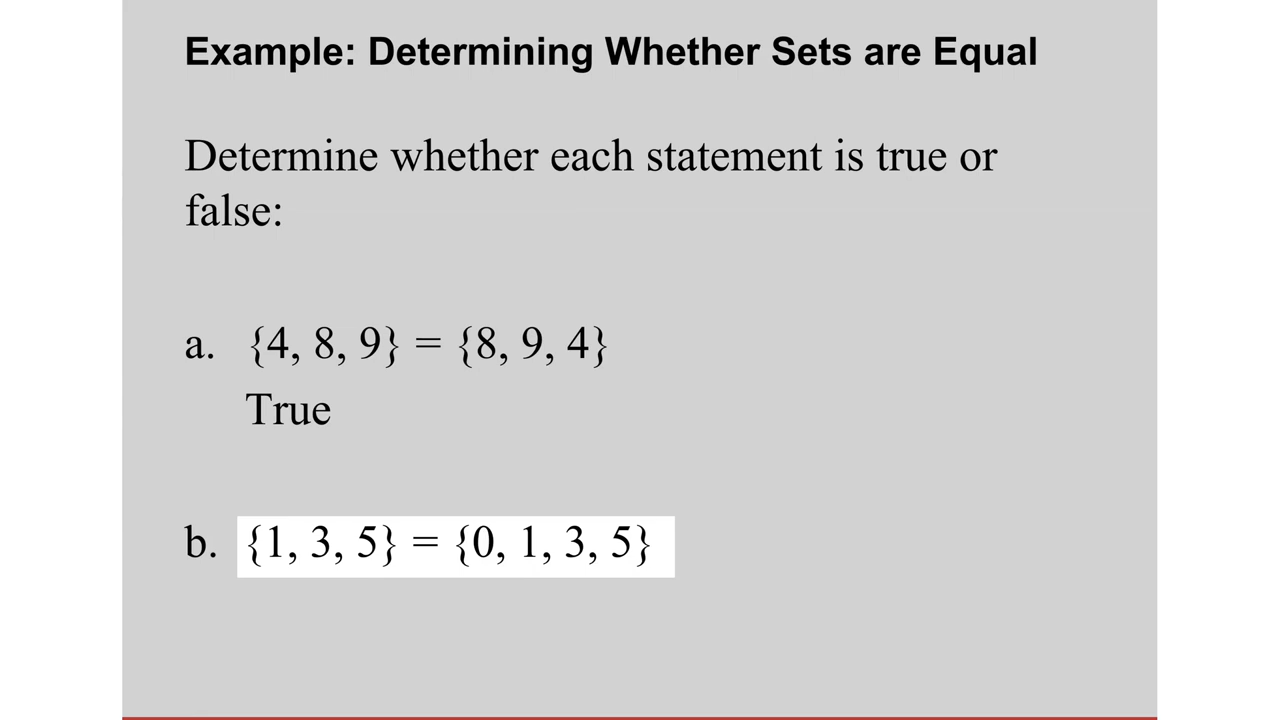 Example: Determining Whether Sets are Equal
Determine whether each statement is true or
false:
a. {4, 8, 9} = {8, 9, 4}
True
b. {1, 3, 5} = {0, 1, 3, 5}